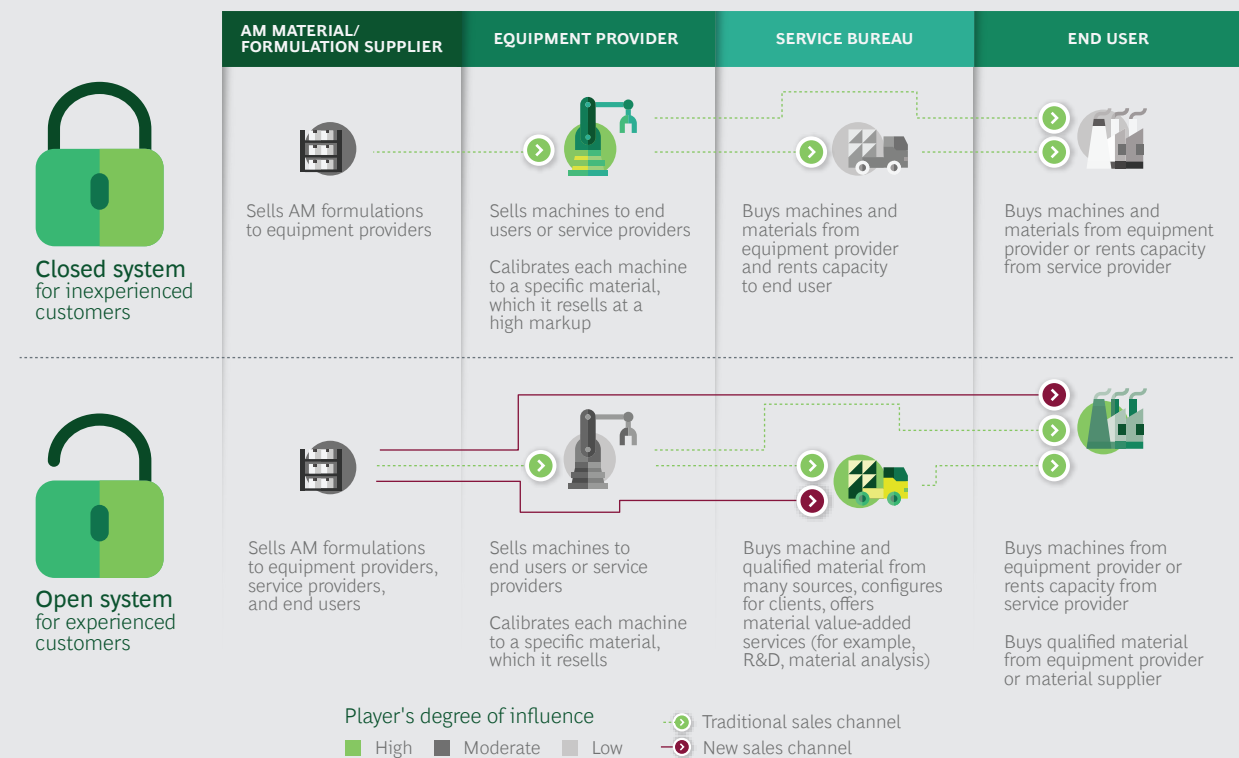 AM MATERIAL/
FORMULATION SUPPLIER
EQUIPMENT PROVIDER
SERVICE BUREAU
END USER
Closed system
for inexperienced
customers
Sells AM formulations
to equipment providers
Sells machines to end
users or service providers
Calibrates each machine
to a specific material,
which it resells at a
high markup
Buys machines and
materials from
equipment provider
and rents capacity
to end user
Buys machines and
materials from equipment
provider or rents capacity
from service provider
Open system
for experienced
customers
Sells AM formulations
to equipment providers,
service providers,
and end users
Sells machines to
end users or service
providers
Calibrates each machine
to a specific material,
which it resells
Buys machine and
qualified material from
many sources, configures
for clients, offers
material value-added
services (for example,
R&D, material analysis)
Buys machines from
equipment provider or
rents capacity from
service provider
Buys qualified material
from equipment provider
or material supplier
Player's degree of influence
High
Moderate
Low
Traditional sales channel
New sales channel